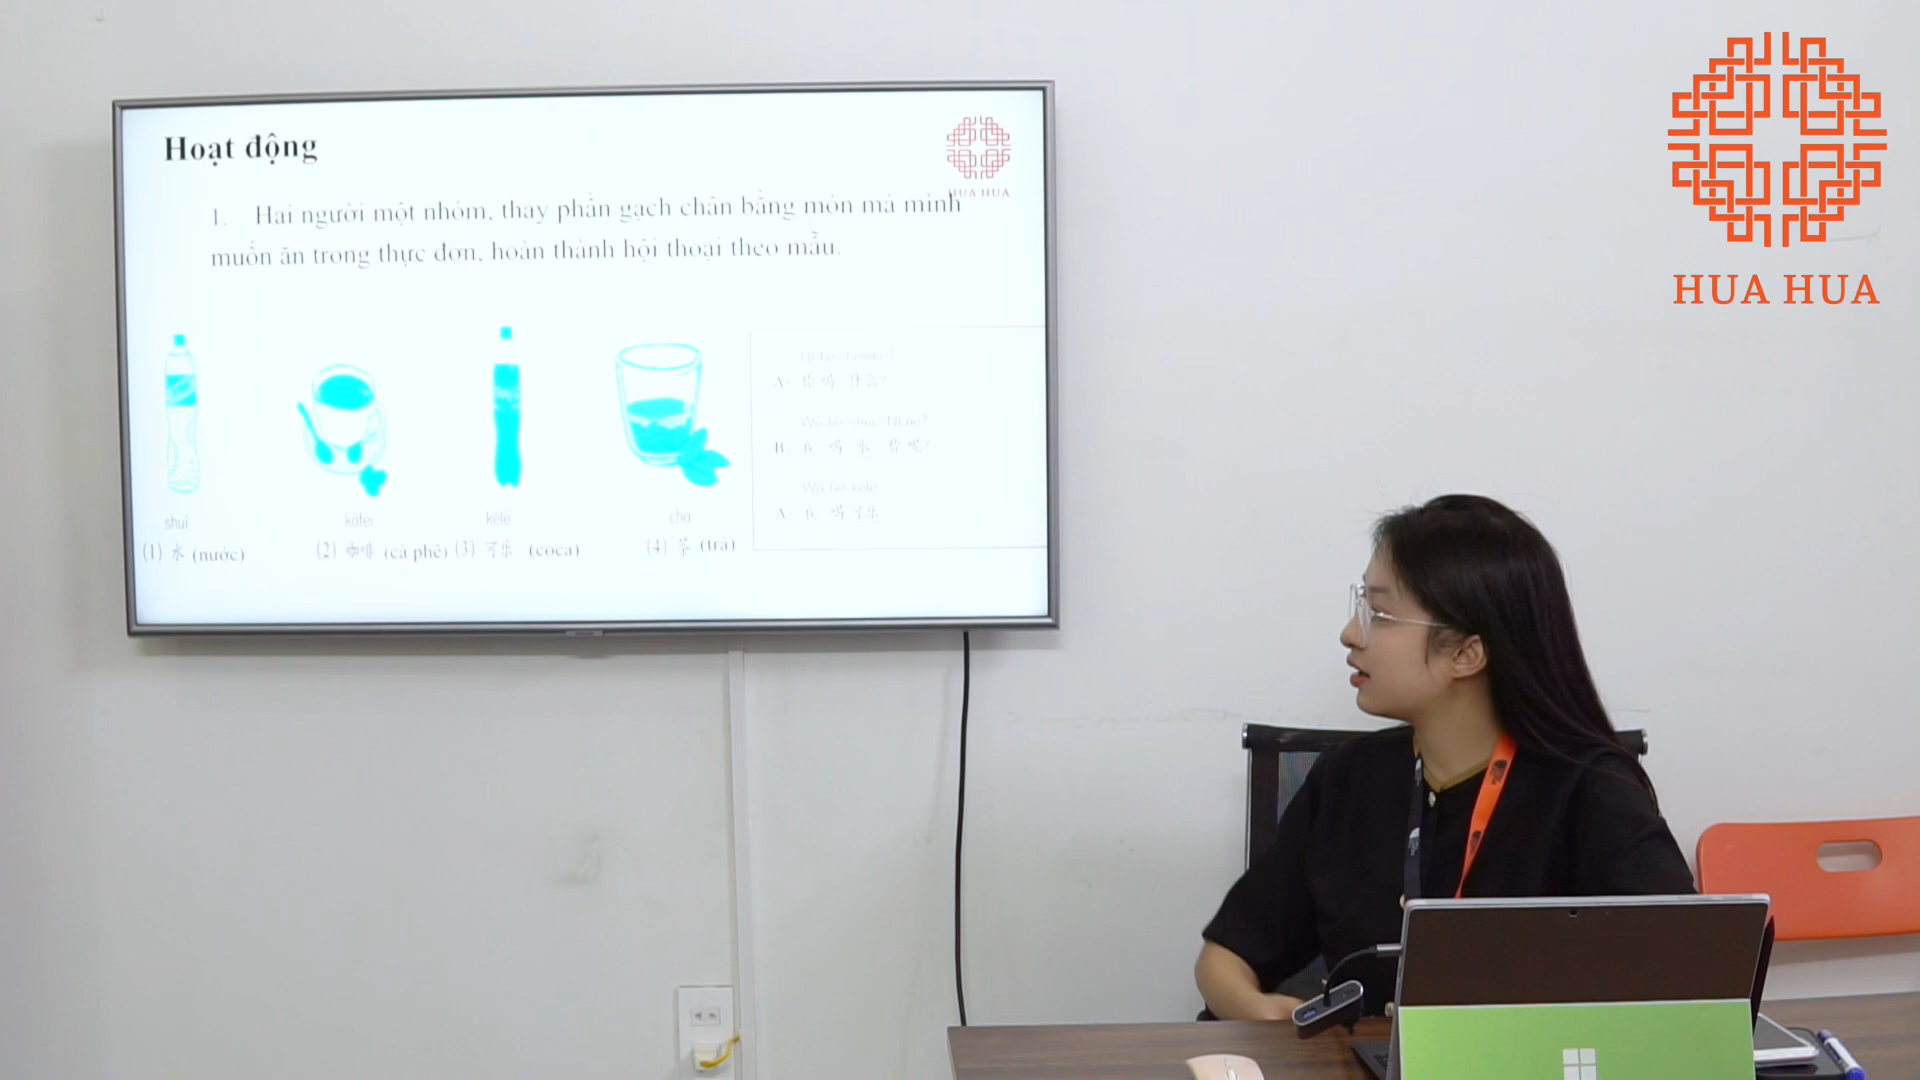 HUA HUA
Hoạt động
HUA HUA
1. Hai người một nhóm, thay phần gạch chân bằng món mà mình
muốn ăn trong thực đơn, hoàn thành hội thoại theo mẫu.
shuǐ
kāfēi
kělè
chá
(1) 水 (nước)
(2) 咖啡 (cà phê)
(3) 可乐 (coca)
(4) 茶 (trà)
A: 你 喝 什么?
B: 我 喝 水 你 呢?
A: 我 喝 可乐